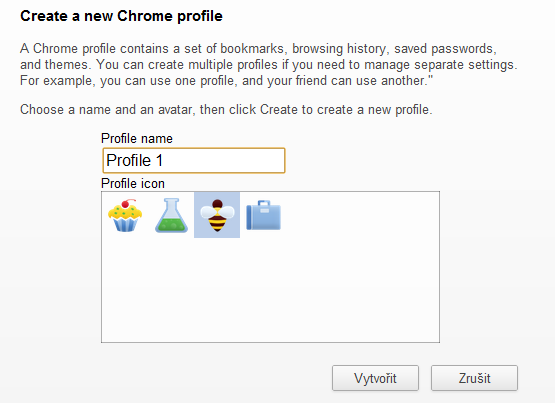 Create a new Chrome profile
A Chrome profile contains a set of bookmarks, browsing history, saved passwords,
and themes. You can create multiple profiles if you need to manage separate settings.
For example, you can use one profile, and your friend can use another."
Choose a name and an avatar, then click Create to create a new profile.
Profile name
Profile 1
Profile icon
Vytvořit
Zrušit